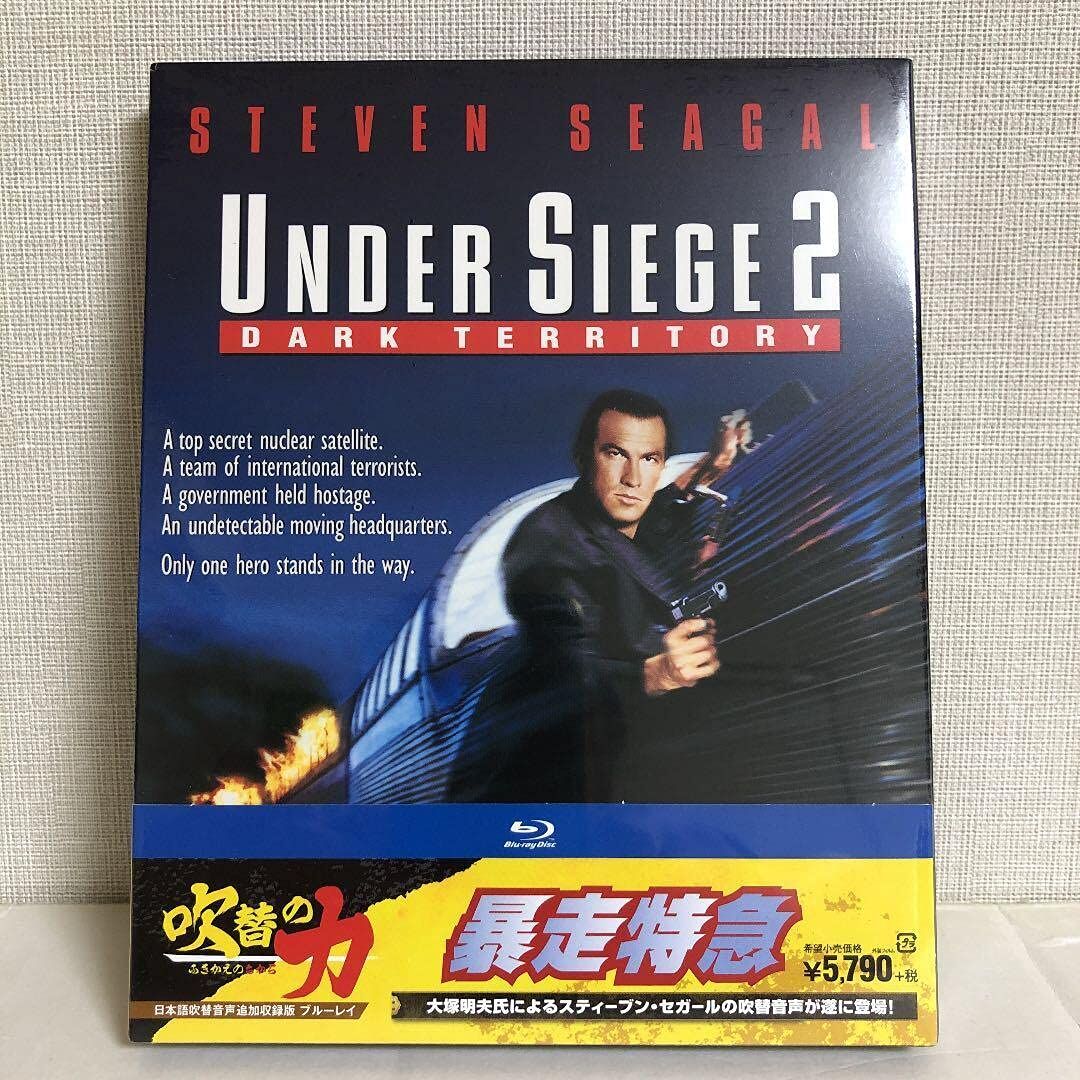 STEVEN SEAGAL
UNDER SIEGE 2
DARK TERRITORY
A top secret nuclear satellite.
A team of international terrorists.
A government held hostage.
An undetectable moving headquarters.
Only one hero stands in the way.
Blu-ray Disc
吹替の力
ふきかえのちから
日本語吹替音声追加収録版 ブルーレイ
暴走特急
希望小売価格
¥5,790+税
大塚明夫氏によるスティーブン・セガールの吹替音声が遂に登場!